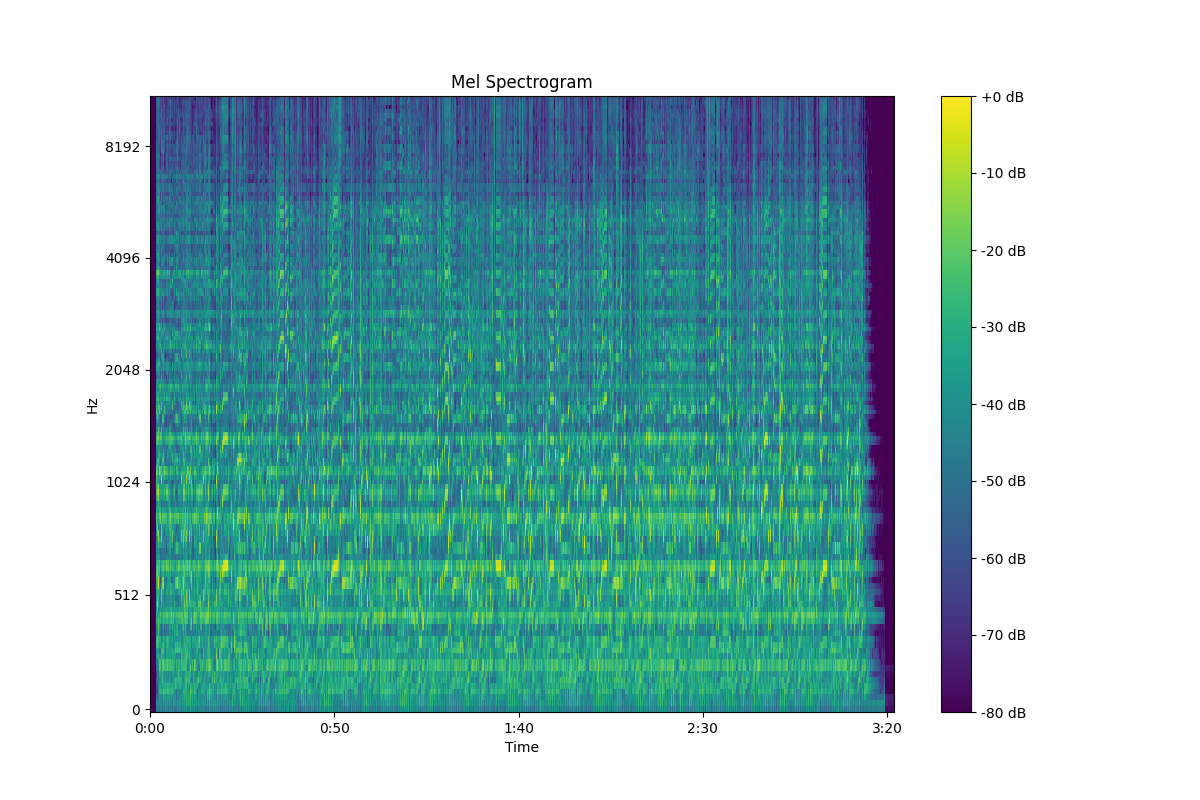 Mel Spectrogram
8192
4096
2048
1024
512
0
Hz
0:00
0:50
1:40
2:30
3:20
Time
+0 dB
-10 dB
-20 dB
-30 dB
-40 dB
-50 dB
-60 dB
-70 dB
-80 dB